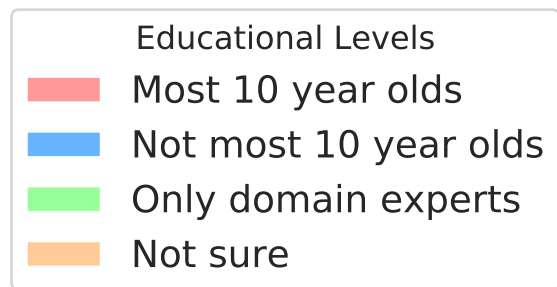 Educational Levels
Most 10 year olds
Not most 10 year olds
Only domain experts
Not sure